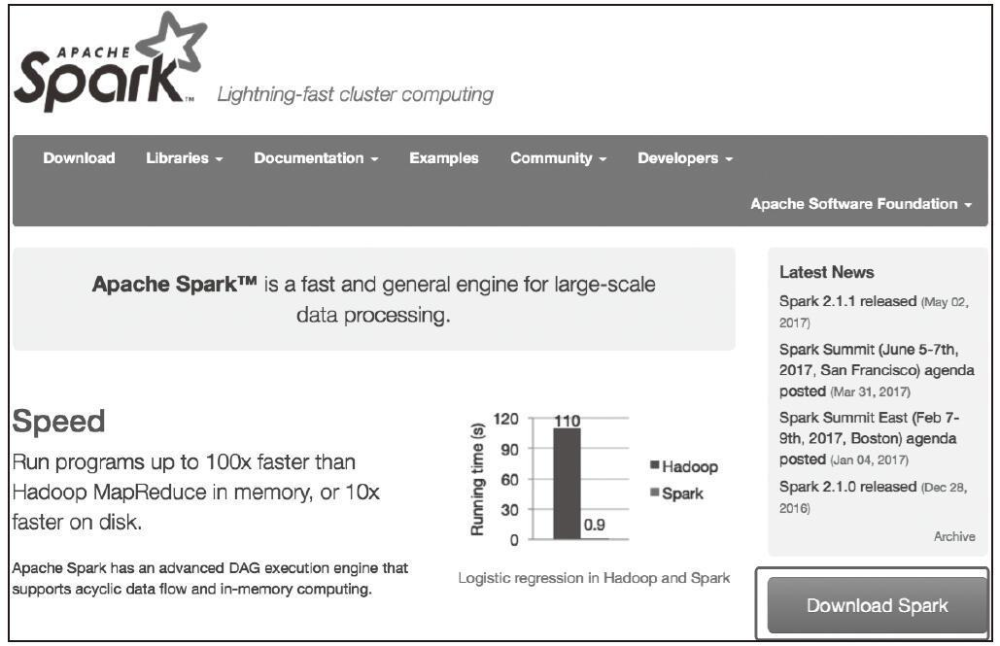 APACHE
Spark™
Lightning-fast cluster computing
Download Libraries Documentation Examples Community Developers
Apache Software Foundation
Apache Spark™ is a fast and general engine for large-scale
data processing.
Speed
Run programs up to 100x faster than
Hadoop MapReduce in memory, or 10x
faster on disk.
Apache Spark has an advanced DAG execution engine that
supports acyclic data flow and in-memory computing.
Running time (s)
120
90
60
30
0
110
0.9
Hadoop
Spark
Logistic regression in Hadoop and Spark
Latest News
Spark 2.1.1 released (May 02,
2017)
Spark Summit (June 5-7th,
2017, San Francisco) agenda
posted (Mar 31, 2017)
Spark Summit East (Feb 7-
9th, 2017, Boston) agenda
posted (Jan 04, 2017)
Spark 2.1.0 released (Dec 28,
2016)
Archive
Download Spark